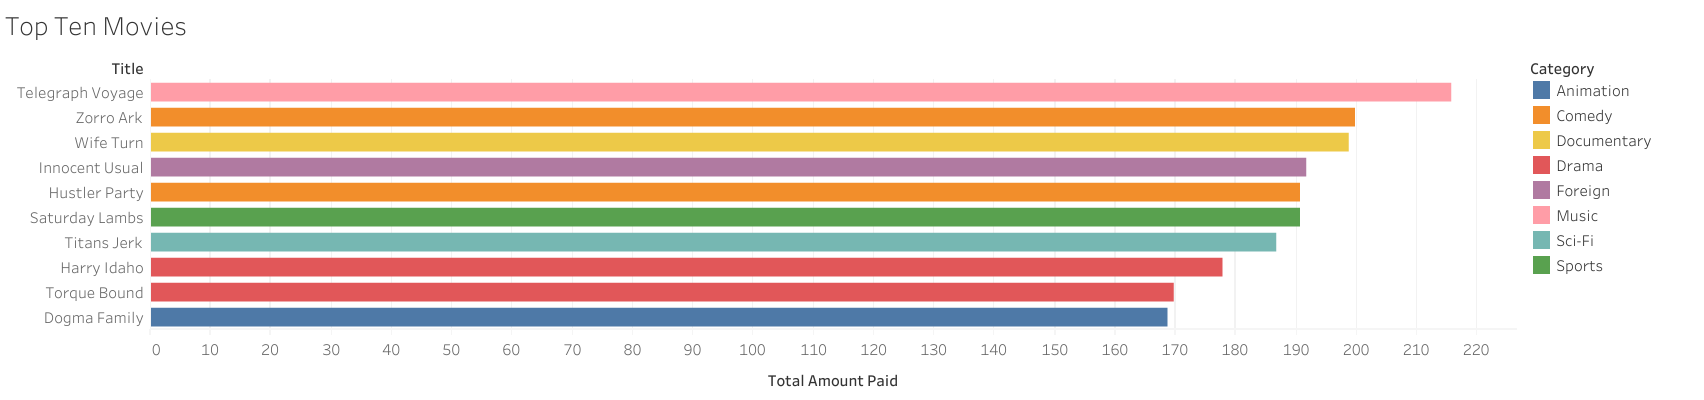 Top Ten Movies
Title
Telegraph Voyage
Zorro Ark
Wife Turn
Innocent Usual
Hustler Party
Saturday Lambs
Titans Jerk
Harry Idaho
Torque Bound
Dogma Family
0 10 20 30 40 50 60 70 80 90 100 110 120 130 140 150 160 170 180 190 200 210 220
Total Amount Paid
Category
Animation
Comedy
Documentary
Drama
Foreign
Music
Sci-Fi
Sports